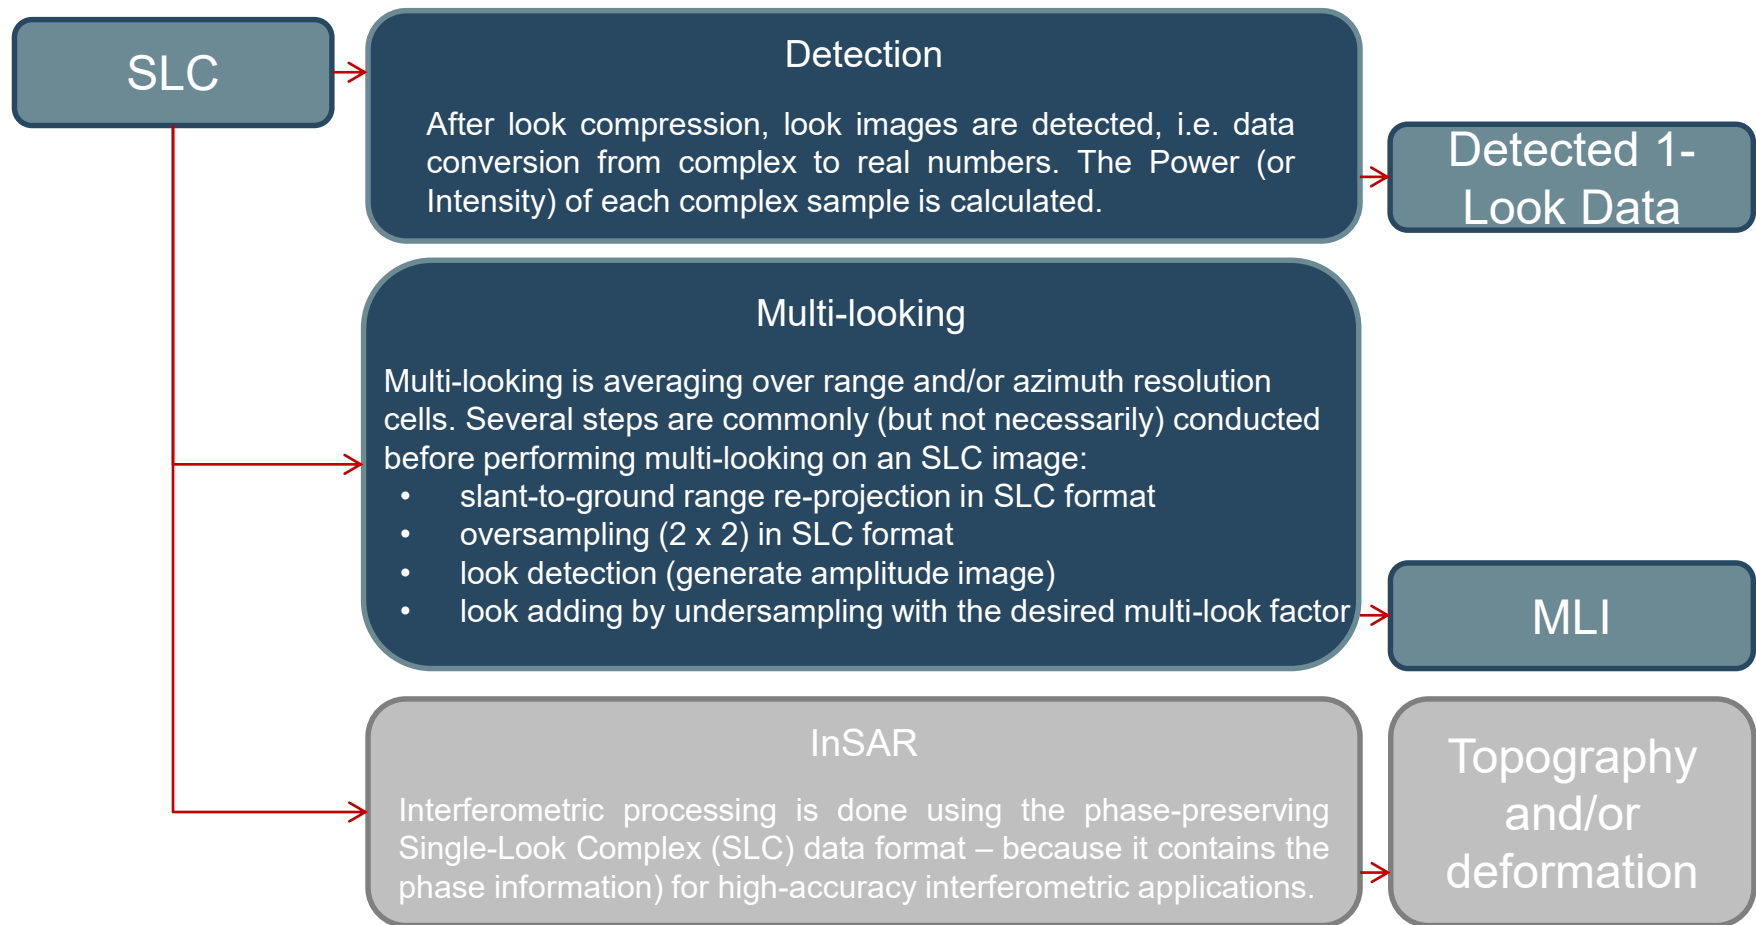 SLC
Detection
After look compression, look images are detected, i.e. data
conversion from complex to real numbers. The Power (or
Intensity) of each complex sample is calculated.
Detected 1-
Look Data
Multi-looking
Multi-looking is averaging over range and/or azimuth resolution
cells. Several steps are commonly (but not necessarily) conducted
before performing multi-looking on an SLC image:
• slant-to-ground range re-projection in SLC format
• oversampling (2 x 2) in SLC format
• look detection (generate amplitude image)
• look adding by undersampling with the desired multi-look factor
MLI
InSAR
Interferometric processing is done using the phase-preserving
Single-Look Complex (SLC) data format – because it contains the
phase information) for high-accuracy interferometric applications.
Topography
and/or
deformation